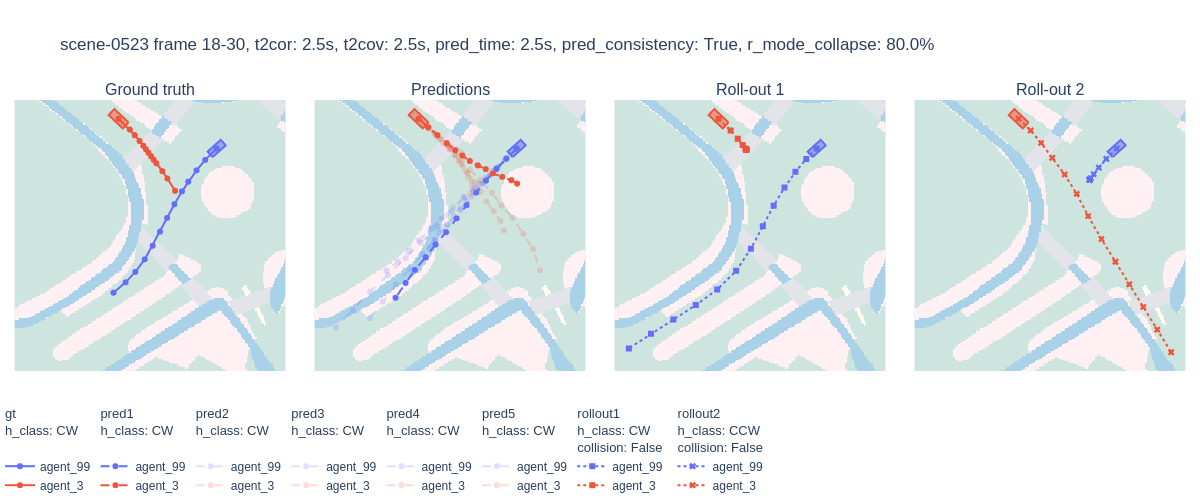 scene-0523 frame 18-30, t2cor: 2.5s, t2cov: 2.5s, pred_time: 2.5s, pred_consistency: True, r_mode_collapse: 80.0%
Ground truth Predictions Roll-out 1 Roll-out 2
gt pred1 pred2 pred3 pred4 pred5 rollout1 rollout2
h_class: CW h_class: CW h_class: CW h_class: CW h_class: CW h_class: CW h_class: CW h_class: CCW
collision: False collision: False
agent_99 agent_99 agent_99 agent_99 agent_99 agent_99 agent_99 agent_99
agent_3 agent_3 agent_3 agent_3 agent_3 agent_3 agent_3 agent_3